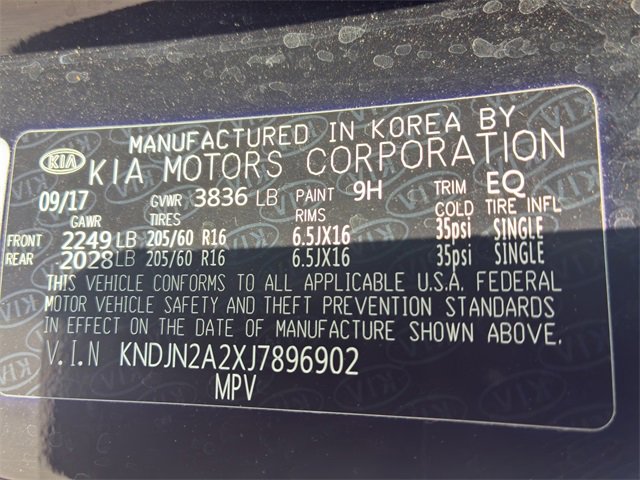 MANUFACTURED IN KOREA BY
KIA KIA MOTORS CORPORATION
09/17 GVWR 3836 LB PAINT 9H TRIM EQ
GAWR TIRES RIMS COLD TIRE INFL
FRONT 2249 LB 205/60 R16 6.5JX16 35psi SINGLE
REAR 2028 LB 205/60 R16 6.5JX16 35psi SINGLE
THIS VEHICLE CONFORMS TO ALL APPLICABLE U.S.A. FEDERAL
MOTOR VEHICLE SAFETY AND THEFT PREVENTION STANDARDS
IN EFFECT ON THE DATE OF MANUFACTURE SHOWN ABOVE.
V.I.N KNDJN2A2XJ7896902
MPV